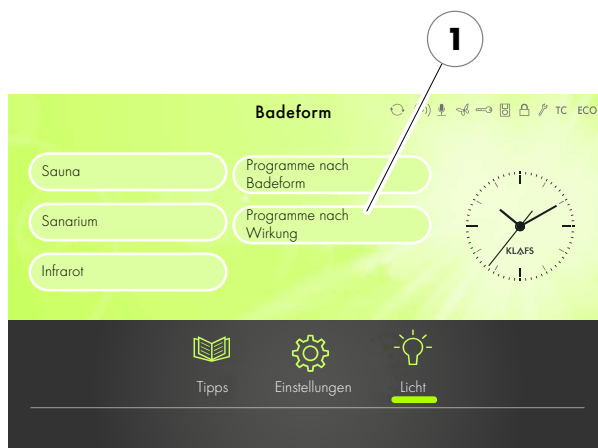 1
Badeform
TC ECO
Sauna
Programme nach
Badeform
Sanarium
Programme nach
Wirkung
Infrarot
KLAFS
Tipps
Einstellungen
Licht